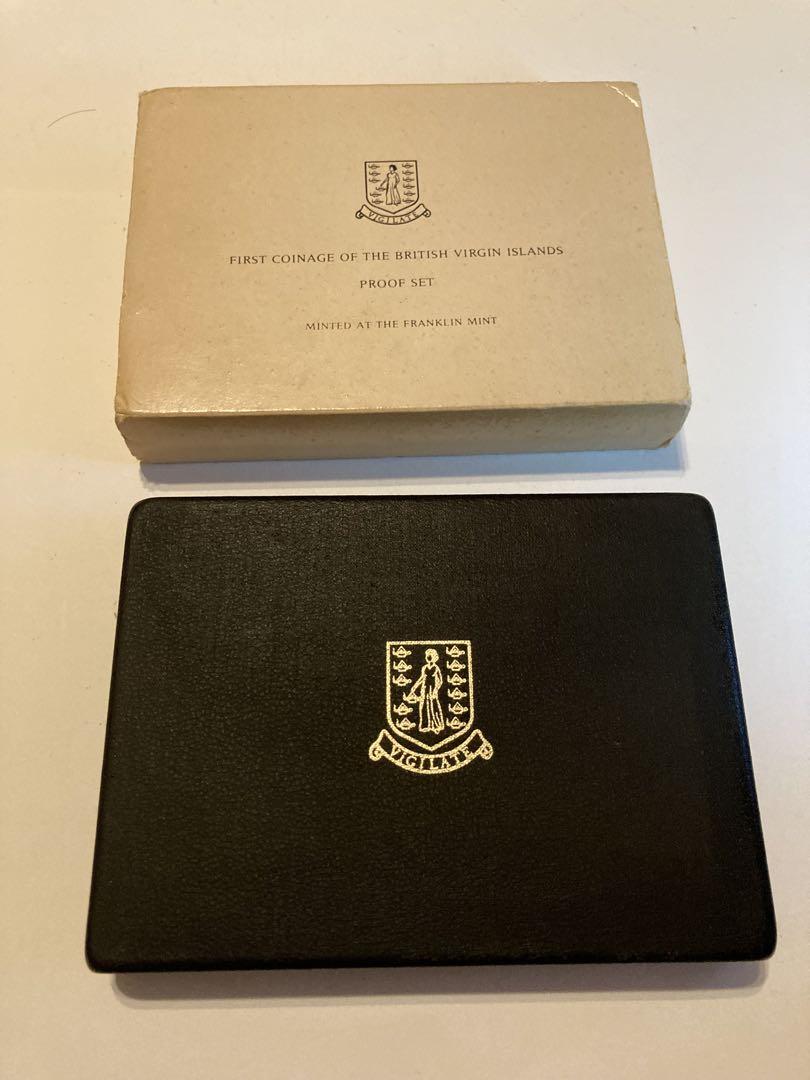 VIGILATE
FIRST COINAGE OF THE BRITISH VIRGIN ISLANDS
PROOF SET
MINTED AT THE FRANKLIN MINT
VIGILATE